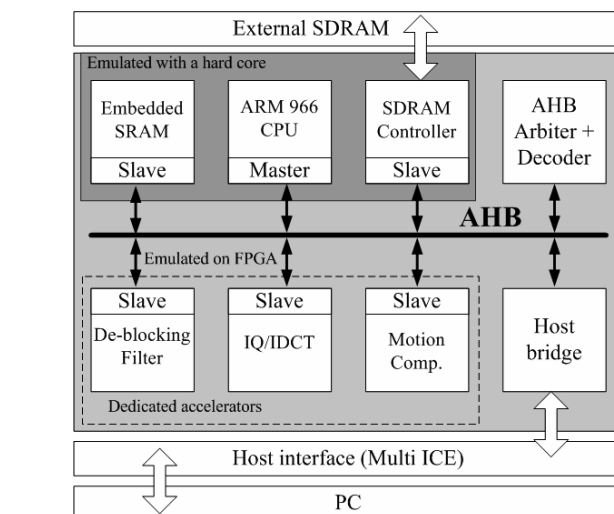 External SDRAM
Emulated with a hard core
Embedded
SRAM
Slave
ARM 966
CPU
Master
SDRAM
Controller
Slave
AHB
Arbiter +
Decoder
AHB
Emulated on FPGA
Slave
De-blocking
Filter
Slave
IQ/IDCT
Slave
Motion
Comp.
Host
bridge
Dedicated accelerators
Host interface (Multi ICE)
PC